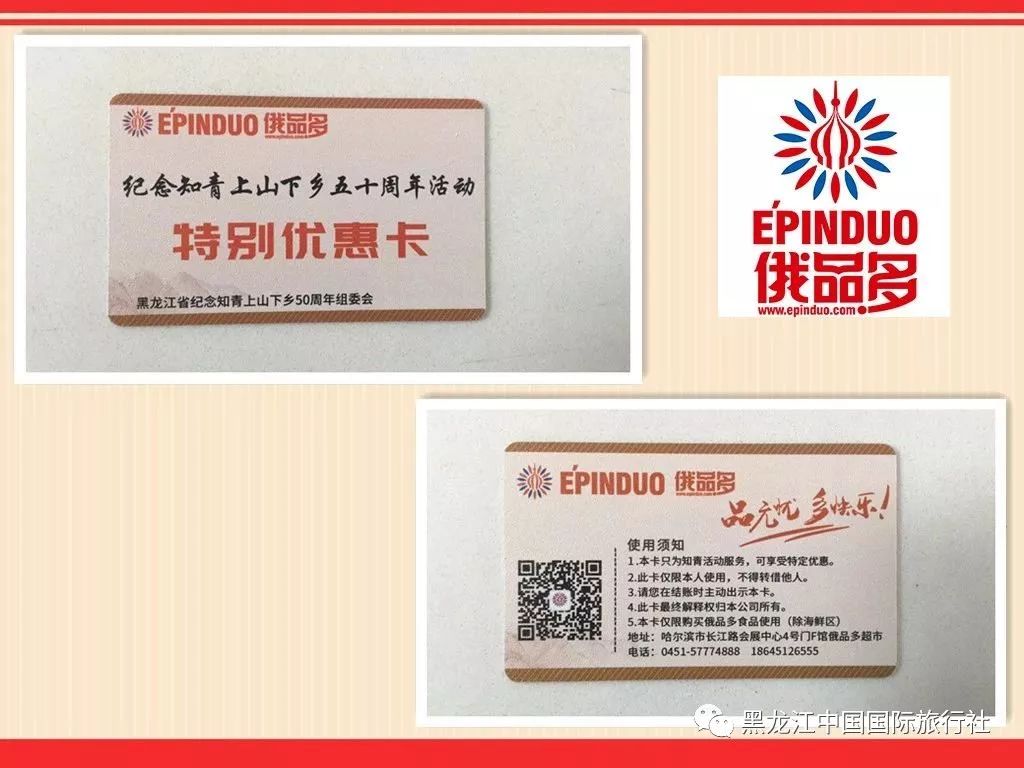 ÉPINDUO 俄品多
www.epinduo.com
纪念知青上山下乡五十周年活动
特别优惠卡
黑龙江省纪念知青上山下乡50周年组委会
ÉPINDUO
俄品多
www.epinduo.com
ÉPINDUO 俄品多
www.epinduo.com
品无忧 多快乐!
使用须知
1.本卡只为知青活动服务,可享受特定优惠。
2.此卡仅限本人使用,不得转借他人。
3.请您在结账时主动出示本卡。
4.此卡最终解释权归本公司所有。
5.本卡仅限购买俄品多食品使用(除海鲜区)
地址:哈尔滨市长江路会展中心4号门F馆俄品多超市
电话:0451-57774888 18645126555
黑龙江中国国际旅行社